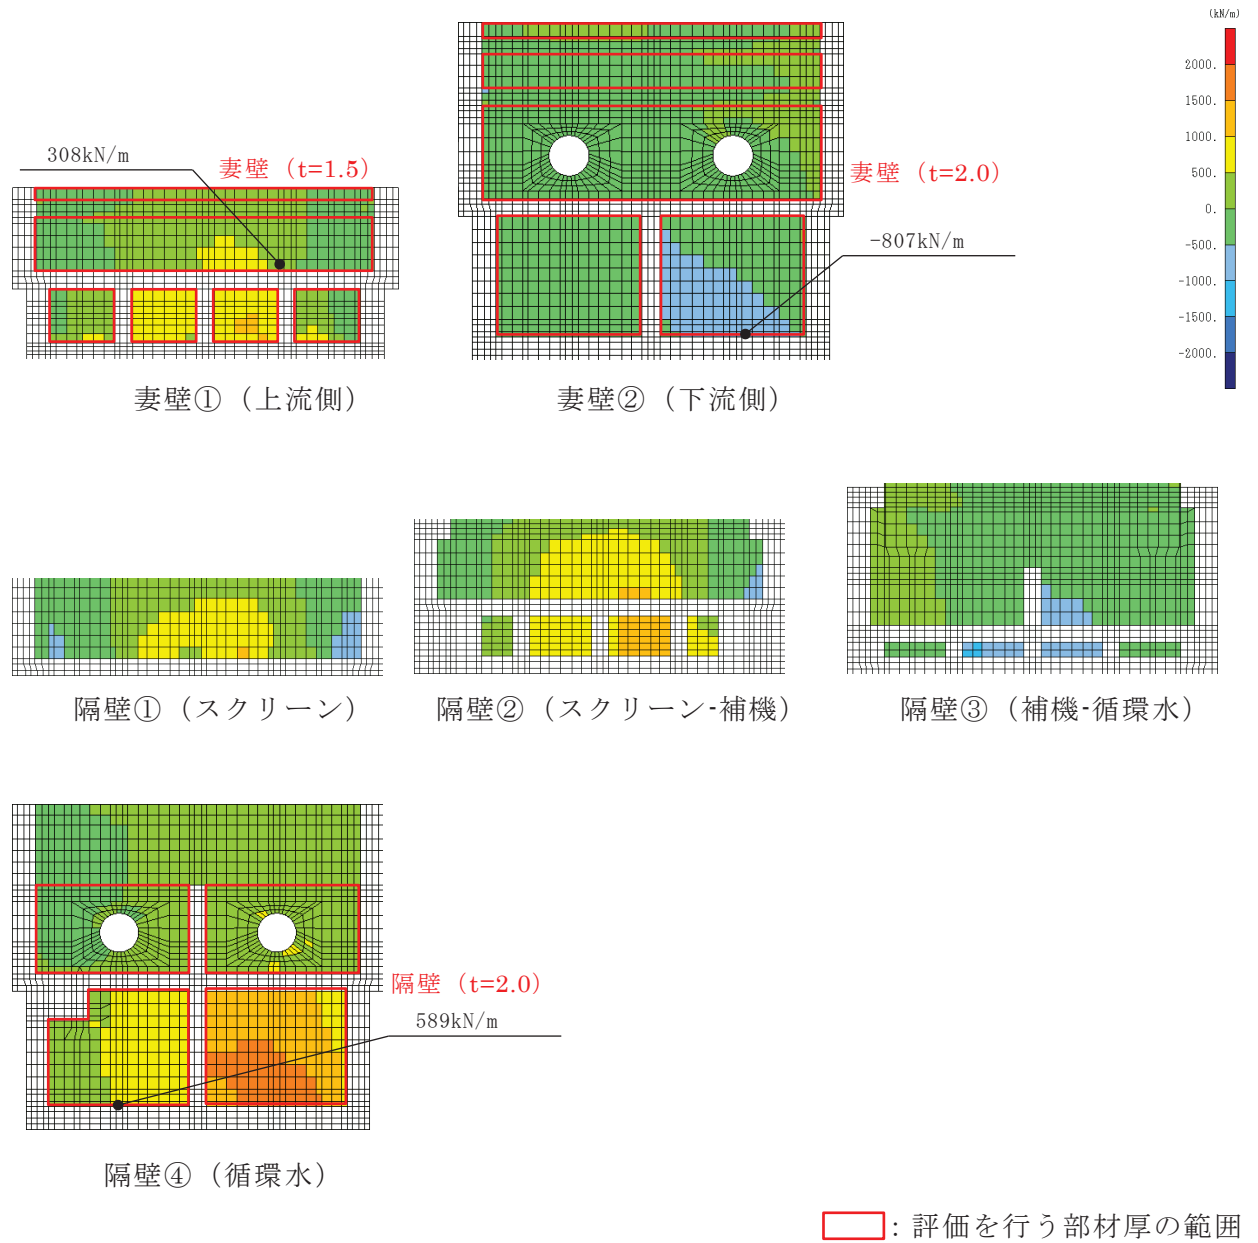 (kN/m)
2000.
1500.
1000.
500.
0.
-500.
-1000.
-1500.
-2000.
308kN/m
妻壁（t=1.5）
妻壁（t=2.0）
-807kN/m
妻壁①（上流側）
妻壁②（下流側）
隔壁①（スクリーン）
隔壁②（スクリーン-補機）
隔壁③（補機-循環水）
隔壁（t=2.0）
589kN/m
隔壁④（循環水）
：評価を行う部材厚の範囲